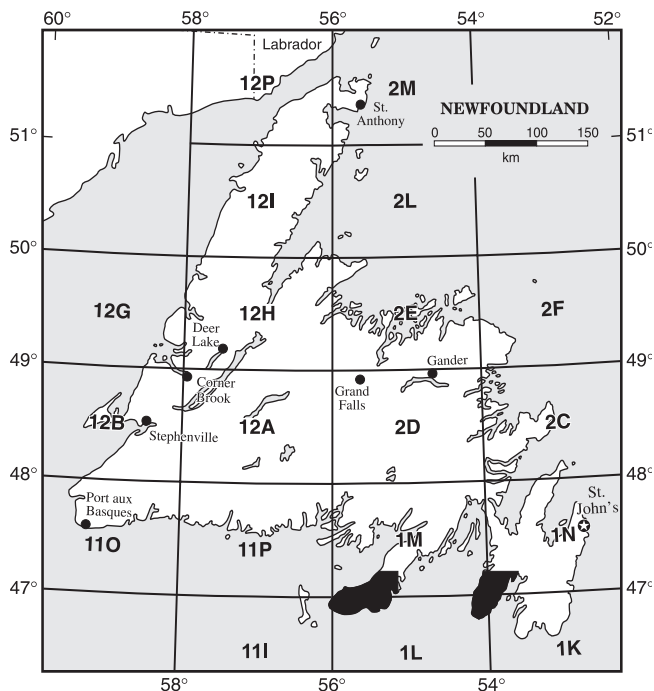 60°
58°
56°
54°
52°
Labrador
12P
2M
St.
Anthony
NEWFOUNDLAND
0 50 100 150
km
51°
51°
12I
2L
50°
50°
12G
12H
2E
2F
Deer
Lake
49°
49°
Gander
Corner
Brook
Grand
Falls
12B
12A
2D
2C
Stephenville
48°
48°
Port aux
Basques
St.
John's
11O
11P
1M
1N
47°
47°
11I
1L
1K
58°
56°
54°